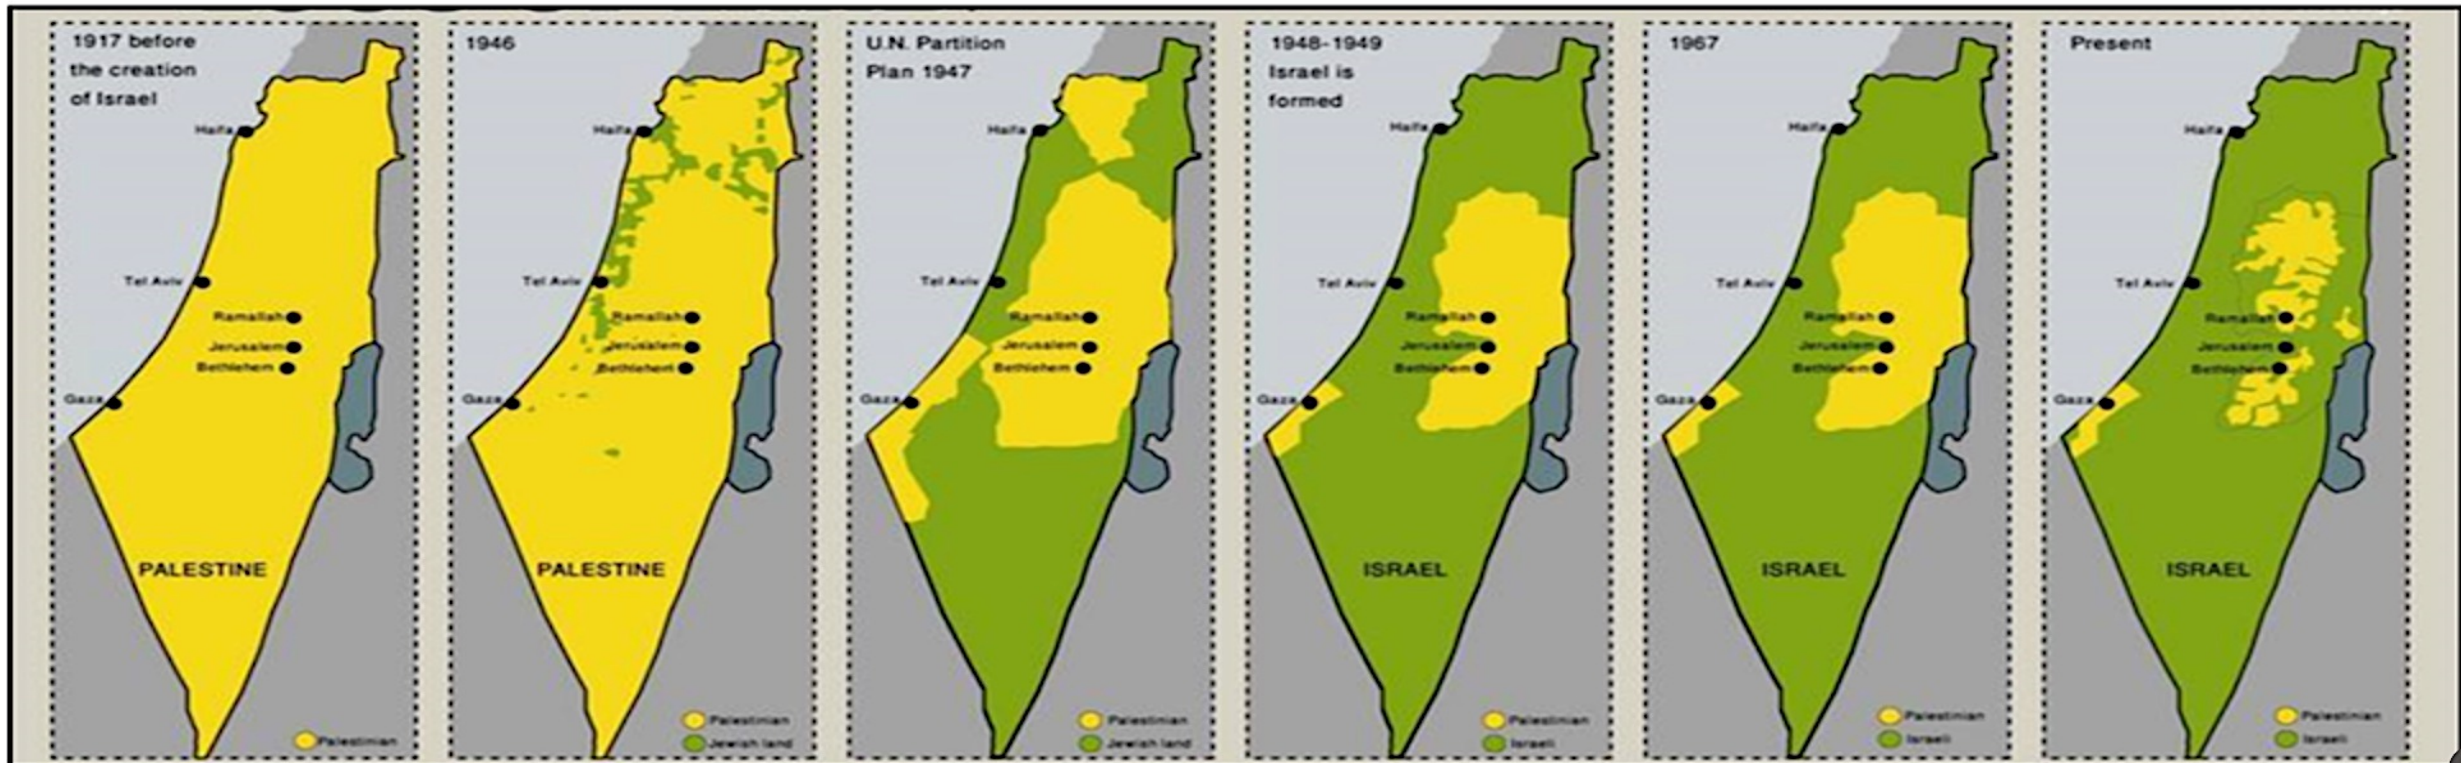 1917 before
the creation
of Israel
Haifa
Tel Aviv
Ramallah
Jerusalem
Bethlehem
Gaza
PALESTINE
Palestinian
1946
Haifa
Tel Aviv
Ramallah
Jerusalem
Bethlehem
Gaza
PALESTINE
Palestinian
Jewish land
U.N. Partition
Plan 1947
Haifa
Tel Aviv
Ramallah
Jerusalem
Bethlehem
Gaza
Palestinian
Jewish land
1948-1949
Israel is
formed
Haifa
Tel Aviv
Ramallah
Jerusalem
Bethlehem
Gaza
ISRAEL
Palestinian
Israeli
1967
Haifa
Tel Aviv
Ramallah
Jerusalem
Bethlehem
Gaza
ISRAEL
Palestinian
Israeli
Present
Haifa
Tel Aviv
Ramallah
Jerusalem
Bethlehem
Gaza
ISRAEL
Palestinian
Israeli